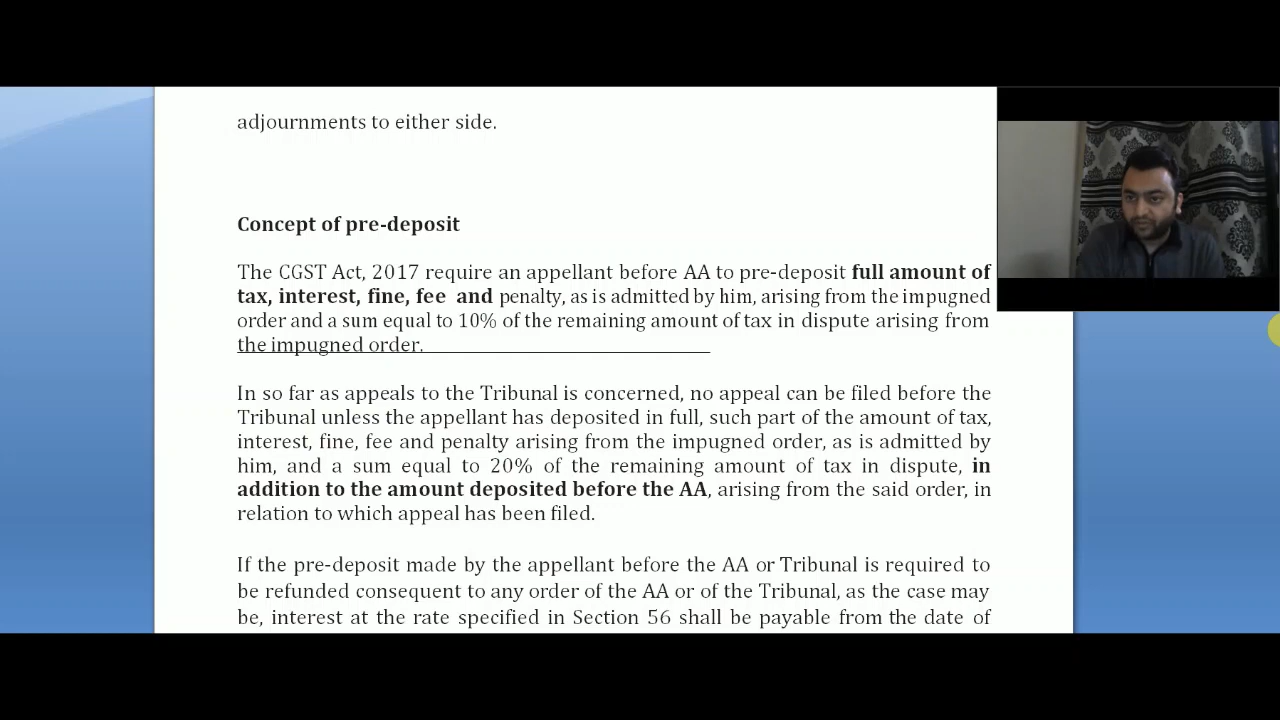 adjournments to either side.
Concept of pre-deposit
The CGST Act, 2017 require an appellant before AA to pre-deposit full amount of
tax, interest, fine, fee and penalty, as is admitted by him, arising from the impugned
order and a sum equal to 10% of the remaining amount of tax in dispute arising from
the impugned order.
In so far as appeals to the Tribunal is concerned, no appeal can be filed before the
Tribunal unless the appellant has deposited in full, such part of the amount of tax,
interest, fine, fee and penalty arising from the impugned order, as is admitted by
him, and a sum equal to 20% of the remaining amount of tax in dispute, in
addition to the amount deposited before the AA, arising from the said order, in
relation to which appeal has been filed.
If the pre-deposit made by the appellant before the AA or Tribunal is required to
be refunded consequent to any order of the AA or of the Tribunal, as the case may
be, interest at the rate specified in Section 56 shall be payable from the date of